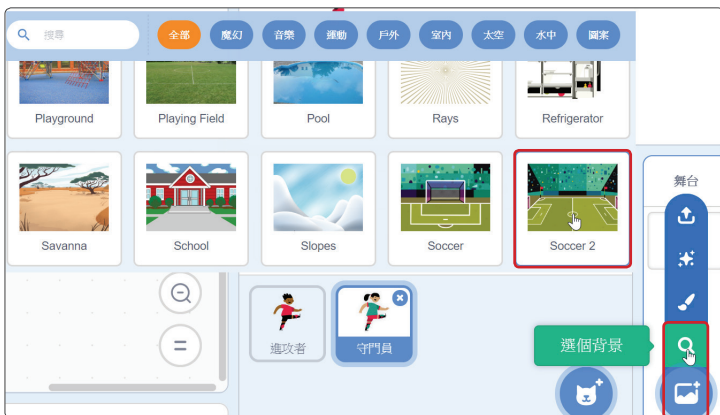 搜尋
全部 魔幻 音樂 運動 戶外 室內 太空 水中 圖案
Playground Playing Field Pool Rays Refrigerator
舞台
Savanna School Slopes Soccer Soccer 2
進攻者 守門員
選個背景